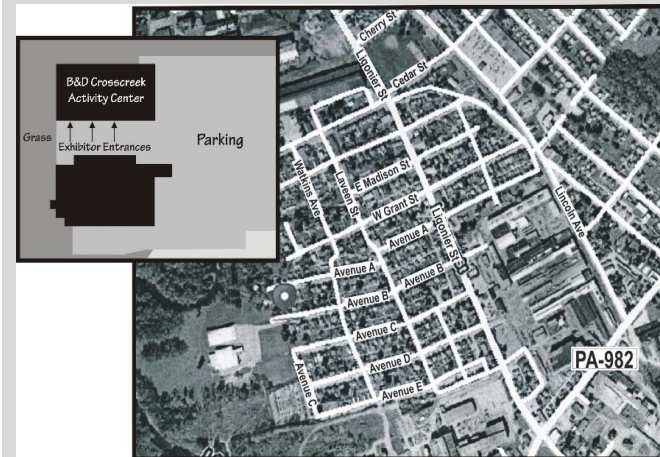 B&D Crosscreek
Activity Center
Grass
Exhibitor Entrances
Parking
Cherry St
Ligonier St
Cedar St
Watkins Ave
Laveen St
E Madison St
W Grant St
Ligonier St
Lincoln Ave
Avenue A
Avenue A
Avenue B
Avenue B
Avenue C
Avenue D
Avenue C
Avenue E
PA-982